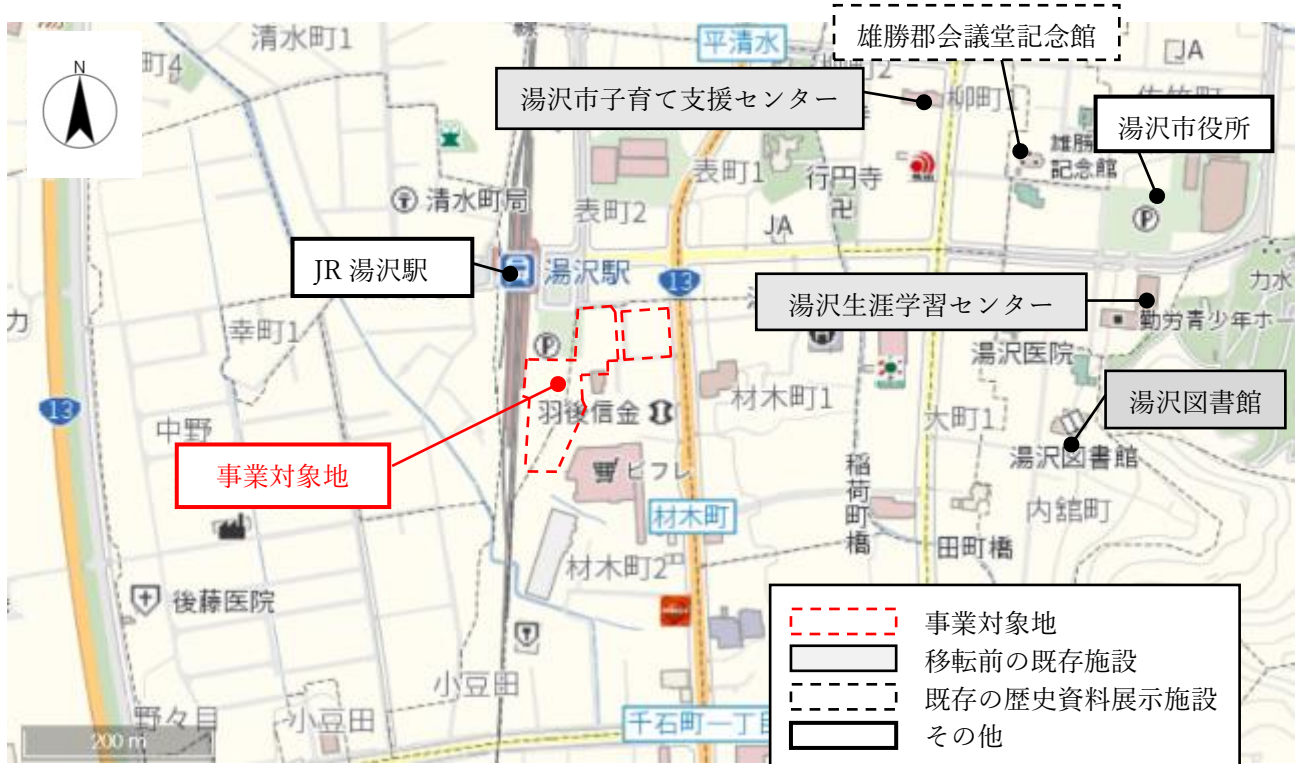 雄勝郡会議堂記念館
清水町1
平清水
JA
町4
N
湯沢市子育て支援センター
柳町
湯沢市役所
雄勝
記念館
表町1
行円寺
清水町局
表町2
JA
P
JR 湯沢駅
湯沢駅
13
湯沢生涯学習センター
力水
力
幸町1
P
勤労青少年ホー
湯沢医院
材木町1
13
羽後信金
大町1
湯沢図書館
中野
事業対象地
ビフレ
湯沢図書館
稲荷町橋
材木町
内舘町
田町橋
材木町2
後藤医院
事業対象地
移転前の既存施設
既存の歴史資料展示施設
その他
小豆田
野々目
小豆田
千石町一丁目
200 m